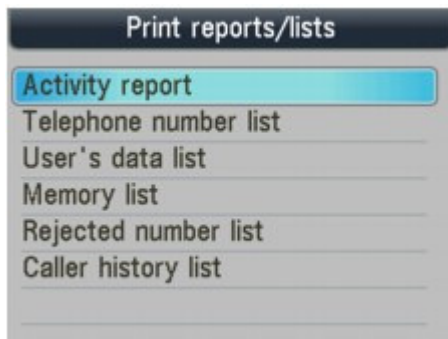 Print reports/lists
Activity report
Telephone number list
User's data list
Memory list
Rejected number list
Caller history list